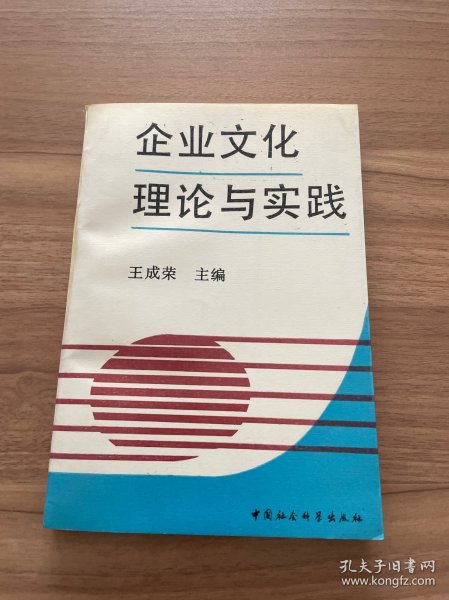 企业文化
理论与实践
王成荣 主编
中国社会科学出版社
孔夫子旧书网
www.kongfz.com